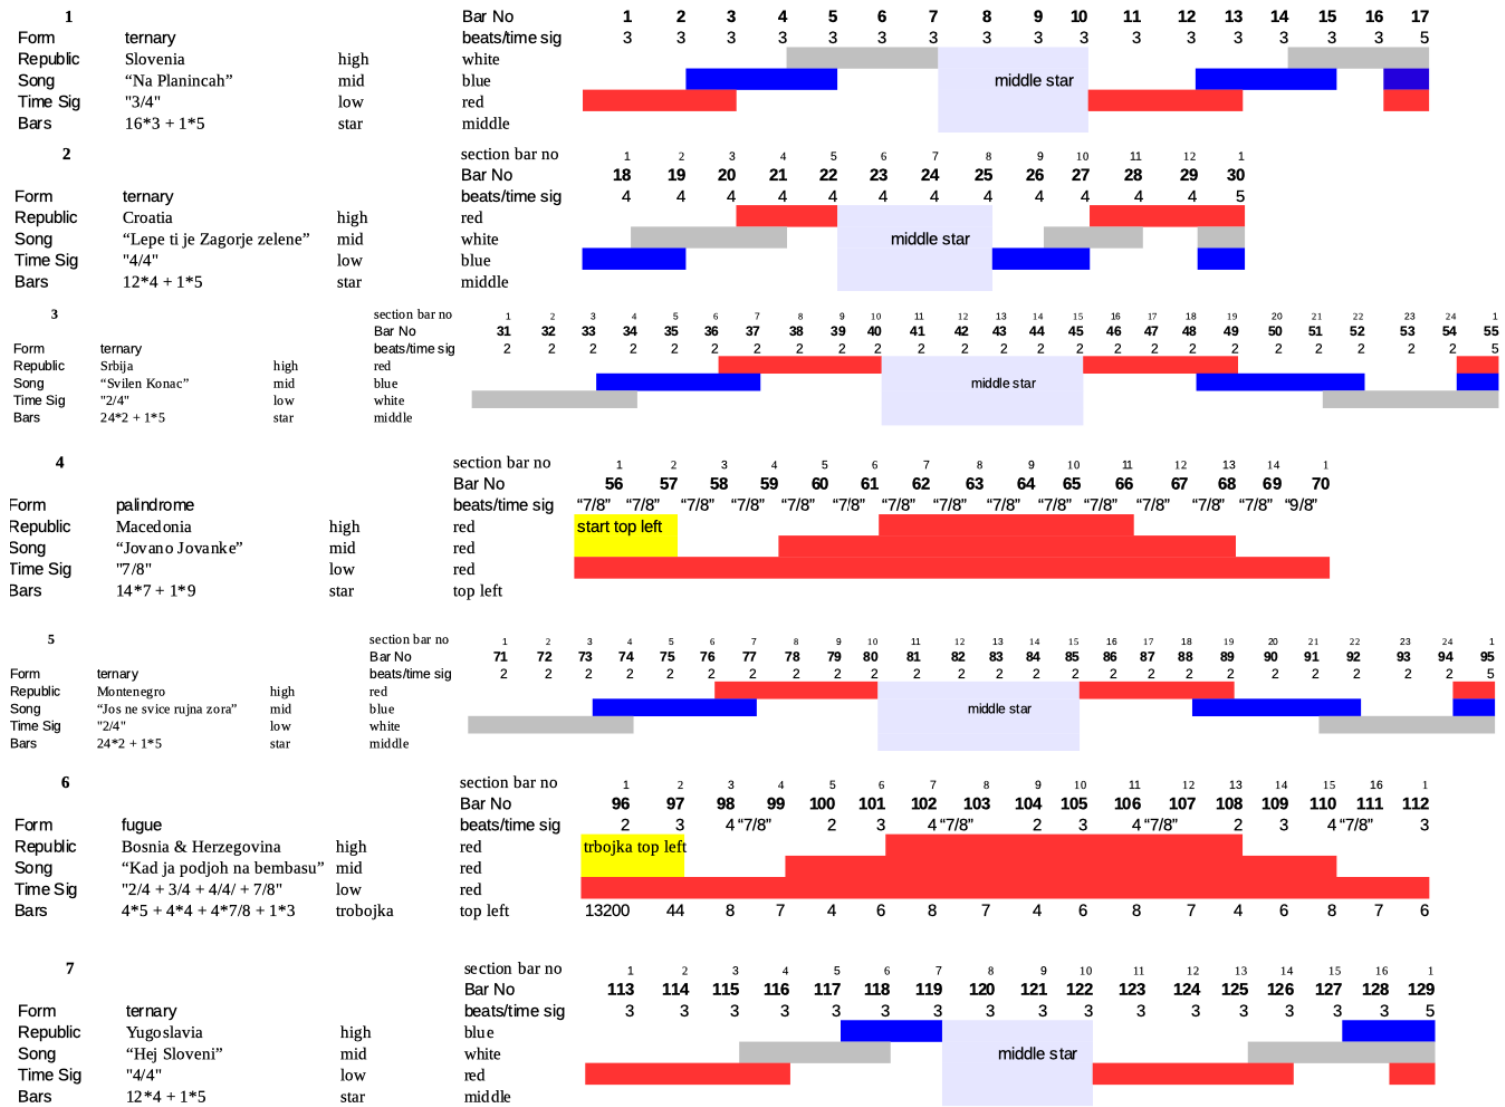 1 Bar No 1 2 3 4 5 6 7 8 9 10 11 12 13 14 15 16 17
Form ternary beats/time sig 3 3 3 3 3 3 3 3 3 3 3 3 3 3 3 3 5
Republic Slovenia high white
Song “Na Planincah” mid blue middle star
Time Sig "3/4" low red
Bars 16*3 + 1*5 star middle
2 section bar no 1 2 3 4 5 6 7 8 9 10 11 12 1
Bar No 18 19 20 21 22 23 24 25 26 27 28 29 30
Form ternary beats/time sig 4 4 4 4 4 4 4 4 4 4 4 4 5
Republic Croatia high red
Song “Lepe ti je Zagorje zelene” mid white middle star
Time Sig "4/4" low blue
Bars 12*4 + 1*5 star middle
3 section bar no 1 2 3 4 5 6 7 8 9 10 11 12 13 14 15 16 17 18 19 20 21 22 23 24 1
Bar No 31 32 33 34 35 36 37 38 39 40 41 42 43 44 45 46 47 48 49 50 51 52 53 54 55
Form ternary beats/time sig 2 2 2 2 2 2 2 2 2 2 2 2 2 2 2 2 2 2 2 2 2 2 2 2 5
Republic Srbija high red
Song “Svilen Konac” mid blue middle star
Time Sig "2/4" low white
Bars 24*2 + 1*5 star middle
4 section bar no 1 2 3 4 5 6 7 8 9 10 11 12 13 14 1
Bar No 56 57 58 59 60 61 62 63 64 65 66 67 68 69 70
Form palindrome beats/time sig “7/8” “7/8” “7/8” “7/8” “7/8” “7/8” “7/8” “7/8” “7/8” “7/8” “7/8” “7/8” “7/8” “7/8” “9/8”
Republic Macedonia high red start top left
Song “Jovano Jovanke” mid red
Time Sig "7/8" low red
Bars 14*7 + 1*9 star top left
5 section bar no 1 2 3 4 5 6 7 8 9 10 11 12 13 14 15 16 17 18 19 20 21 22 23 24 1
Bar No 71 72 73 74 75 76 77 78 79 80 81 82 83 84 85 86 87 88 89 90 91 92 93 94 95
Form ternary beats/time sig 2 2 2 2 2 2 2 2 2 2 2 2 2 2 2 2 2 2 2 2 2 2 2 2 5
Republic Montenegro high red
Song “Jos ne svice rujna zora” mid blue middle star
Time Sig "2/4" low white
Bars 24*2 + 1*5 star middle
6 section bar no 1 2 3 4 5 6 7 8 9 10 11 12 13 14 15 16 1
Bar No 96 97 98 99 100 101 102 103 104 105 106 107 108 109 110 111 112
Form fugue beats/time sig 2 3 4 “7/8” 2 3 4 “7/8” 2 3 4 “7/8” 2 3 4 “7/8” 3
Republic Bosnia & Herzegovina high red trbojka top left
Song “Kad ja podjoh na bembasu” mid red
Time Sig "2/4 + 3/4 + 4/4/ + 7/8" low red
Bars 4*5 + 4*4 + 4*7/8 + 1*3 trobojka top left 13200 44 8 7 4 6 8 7 4 6 8 7 4 6 8 7 6
7 section bar no 1 2 3 4 5 6 7 8 9 10 11 12 13 14 15 16 1
Bar No 113 114 115 116 117 118 119 120 121 122 123 124 125 126 127 128 129
Form ternary beats/time sig 3 3 3 3 3 3 3 3 3 3 3 3 3 3 3 3 5
Republic Yugoslavia high blue
Song “Hej Sloveni” mid white middle star
Time Sig "4/4" low red
Bars 12*4 + 1*5 star middle